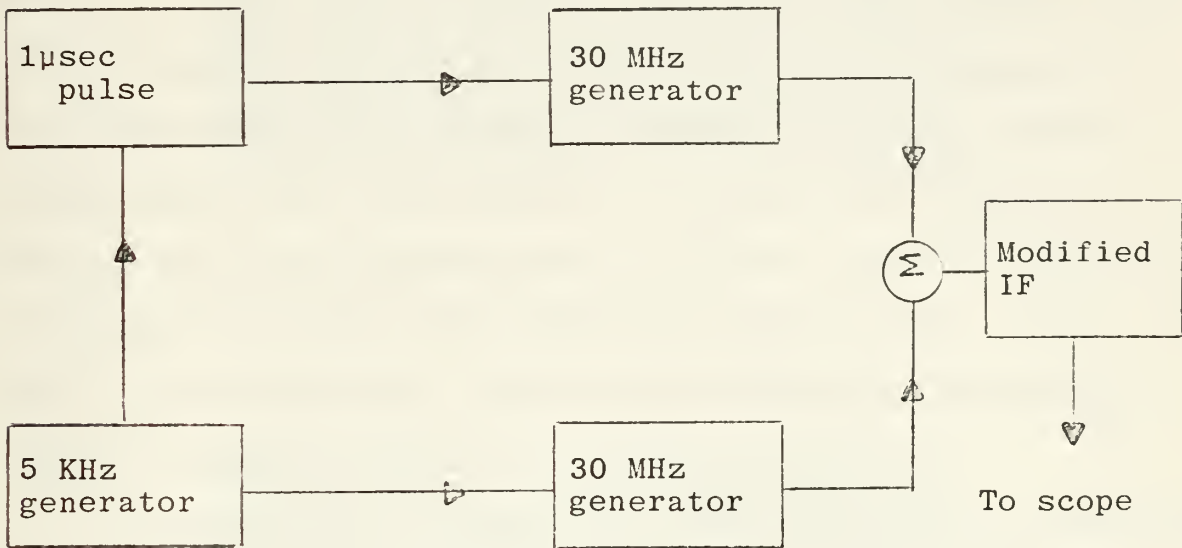 1μsec
pulse
30 MHz
generator
Σ
Modified
IF
5 KHz
generator
30 MHz
generator
To scope